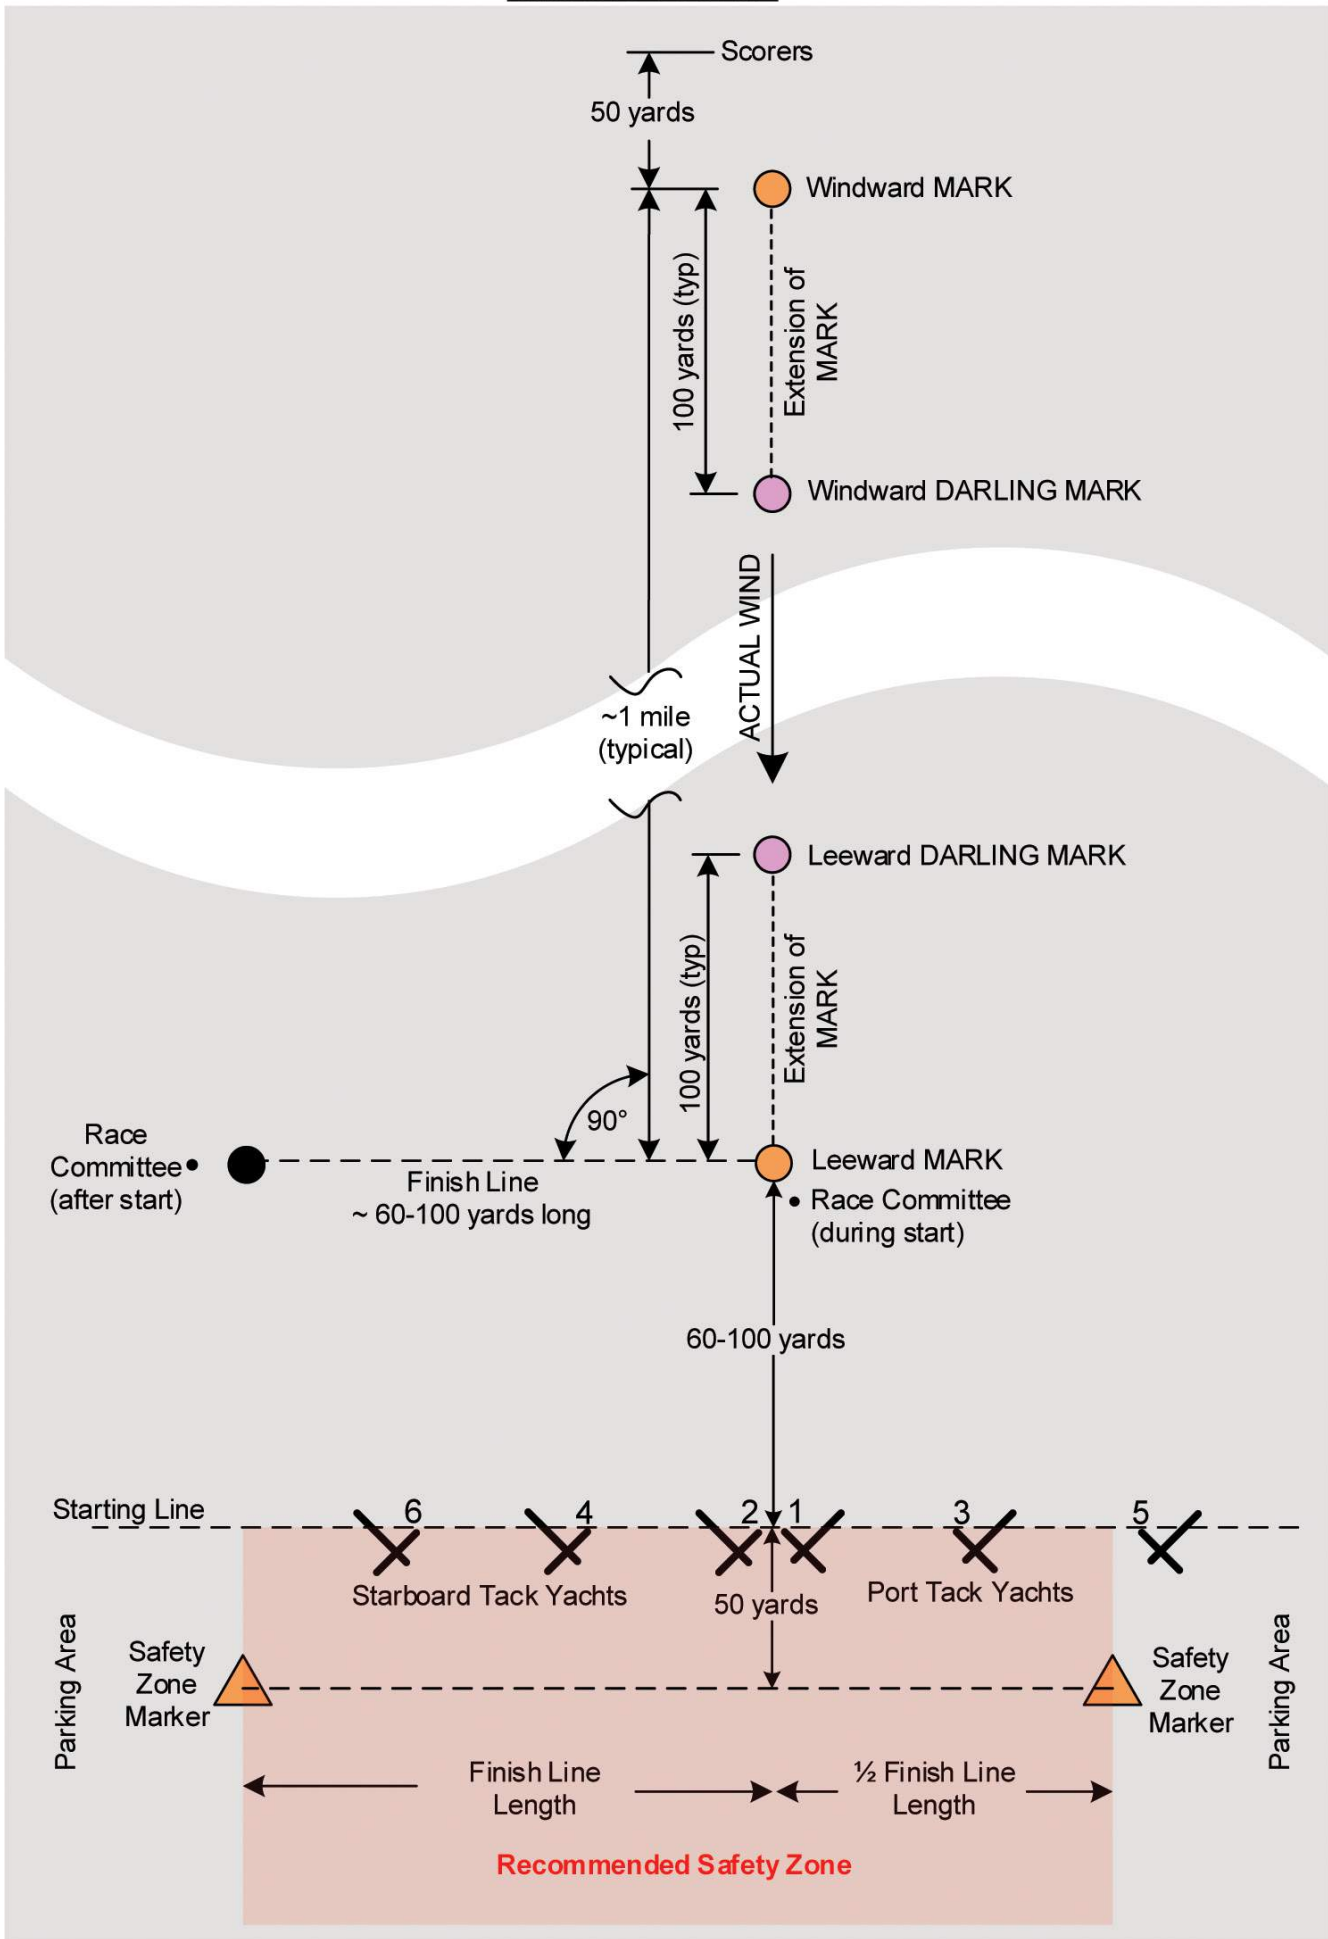 Scorers
50 yards
Windward MARK
100 yards (typ)
Extension of
MARK
Windward DARLING MARK
ACTUAL WIND
~1 mile
(typical)
Leeward DARLING MARK
100 yards (typ)
Extension of
MARK
90°
Race
Committee
(after start)
Finish Line
~ 60-100 yards long
Leeward MARK
Race Committee
(during start)
60-100 yards
Starting Line
6
4
2
1
3
5
Starboard Tack Yachts
50 yards
Port Tack Yachts
Parking Area
Safety
Zone
Marker
Safety
Zone
Marker
Parking Area
Finish Line
Length
½ Finish Line
Length
Recommended Safety Zone